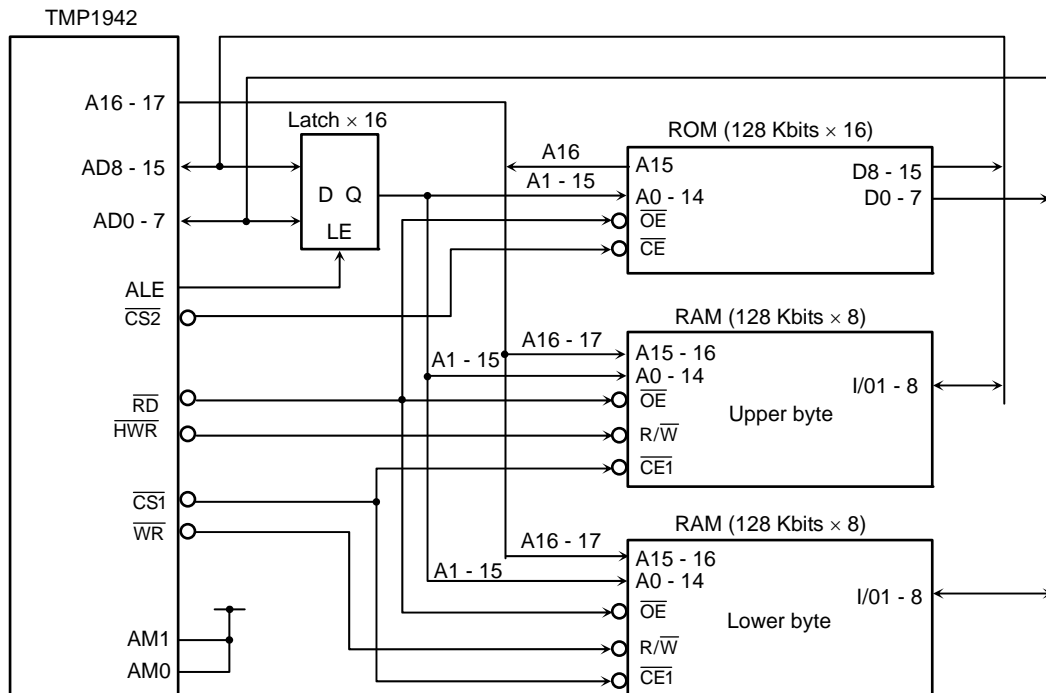 TMP1942
A16 - 17
AD8 - 15
AD0 - 7
ALE
CS2
RD
HWR
CS1
WR
AM1
AM0
Latch × 16
D Q
LE
A16
A1 - 15
ROM (128 Kbits × 16)
A15
A0 - 14
OE
CE
D8 - 15
D0 - 7
A16 - 17
A1 - 15
RAM (128 Kbits × 8)
A15 - 16
A0 - 14
OE
R/W
CE1
I/01 - 8
Upper byte
A16 - 17
A1 - 15
RAM (128 Kbits × 8)
A15 - 16
A0 - 14
OE
R/W
CE1
I/01 - 8
Lower byte